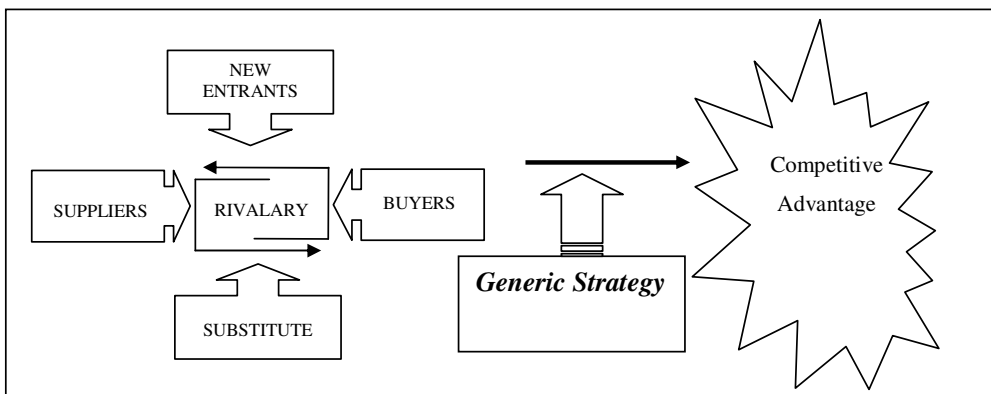 NEW
ENTRANTS
SUPPLIERS
RIVALARY
BUYERS
SUBSTITUTE
Generic Strategy
Competitive
Advantage